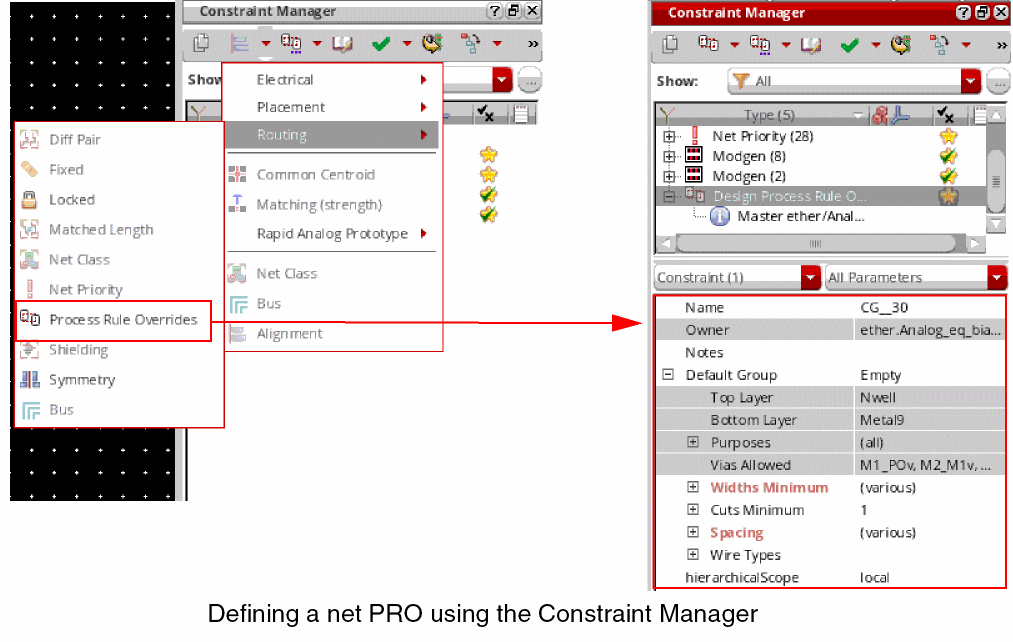 Constraint Manager
Show
Electrical
Placement
Routing
Common Centroid
Matching (strength)
Rapid Analog Prototype
Net Class
Bus
Alignment
Diff Pair
Fixed
Locked
Matched Length
Net Class
Net Priority
Process Rule Overrides
Shielding
Symmetry
Bus
Constraint Manager
Show: All
Type (5)
Net Priority (28)
Modgen (8)
Modgen (2)
Design Process Rule O...
Master ether/Anal...
Constraint (1) All Parameters
Name CG__30
Owner ether.Analog_eq_bia...
Notes
Default Group Empty
Top Layer Nwell
Bottom Layer Metal9
Purposes (all)
Vias Allowed M1_POv, M2_M1v, ...
Widths Minimum (various)
Cuts Minimum 1
Spacing (various)
Wire Types
hierarchicalScope local
Defining a net PRO using the Constraint Manager